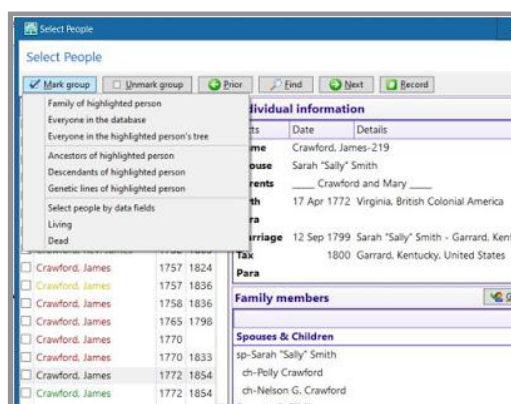 Select People
Select People
Mark group Unmark group Prior Find Next Record
Family of highlighted person
Everyone in the database
Everyone in the highlighted person's tree
Ancestors of highlighted person
Descendants of highlighted person
Genetic lines of highlighted person
Select people by data fields
Living
Dead
Crawford, James 1757 1824
Crawford, James 1757 1836
Crawford, James 1758 1836
Crawford, James 1765 1798
Crawford, James 1770
Crawford, James 1770 1833
Crawford, James 1772 1854
Crawford, James 1772 1854
dividual information
Date Details
me Crawford, James-219
ouse Sarah "Sally" Smith
rents ____ Crawford and Mary ____
th 17 Apr 1772 Virginia, British Colonial America
ra
rriage 12 Sep 1799 Sarah "Sally" Smith - Garrard, Kent
Tax 1800 Garrard, Kentucky, United States
Para
Family members
Spouses & Children
sp-Sarah "Sally" Smith
ch-Polly Crawford
ch-Nelson G. Crawford